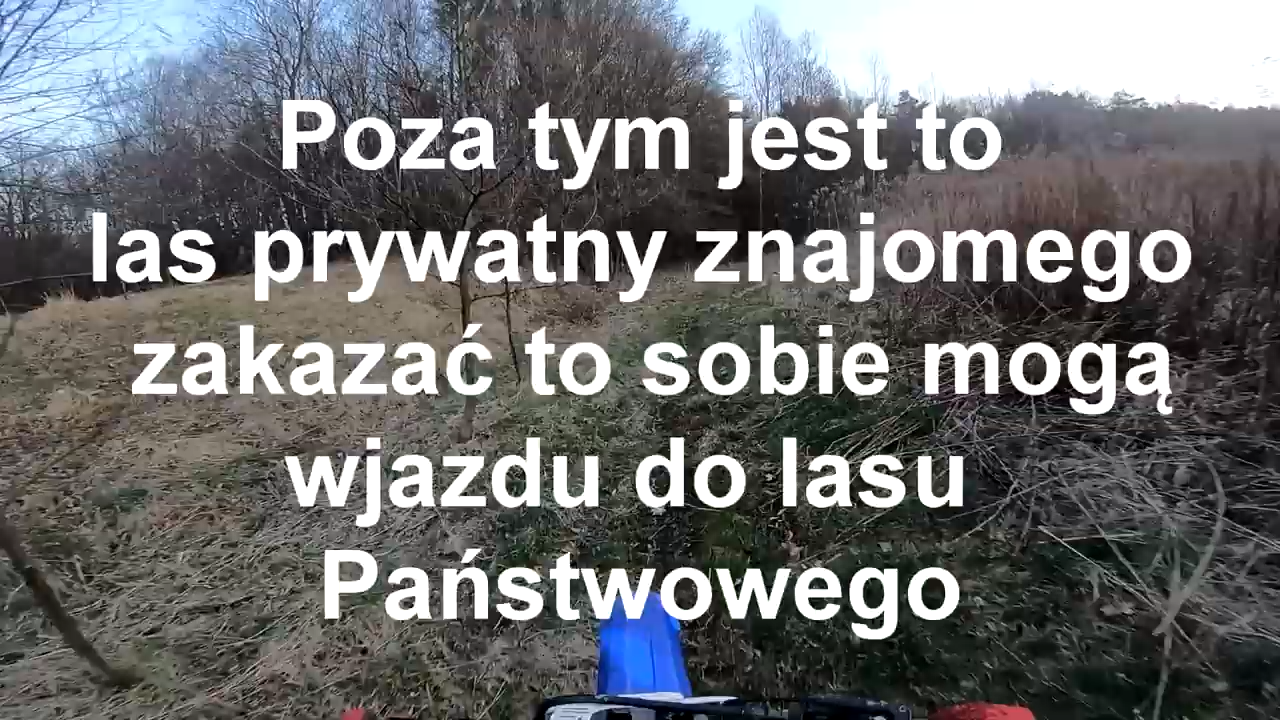 Poza tym jest to
las prywatny znajomego
zakazać to sobie mogą
wjazdu do lasu
Państwowego